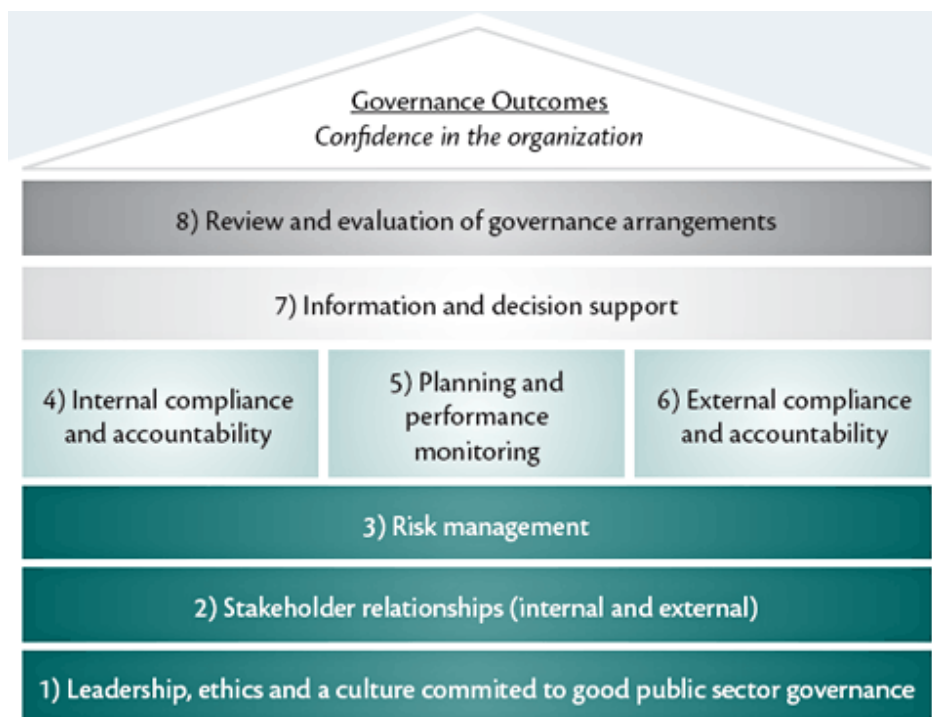 Governance Outcomes
Confidence in the organization
8) Review and evaluation of governance arrangements
7) Information and decision support
4) Internal compliance
and accountability
5) Planning and
performance
monitoring
6) External compliance
and accountability
3) Risk management
2) Stakeholder relationships (internal and external)
1) Leadership, ethics and a culture commited to good public sector governance